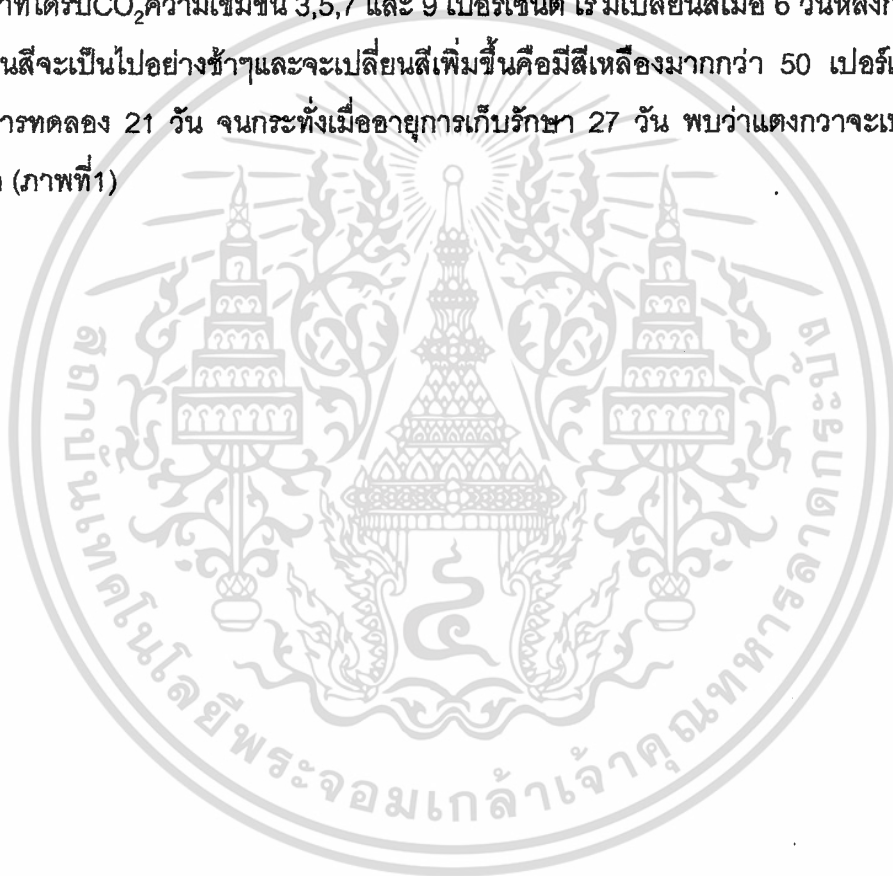 าที่ได้รับCO₂ความเข้มข้น 3,5,7 และ 9 เปอร์เซ็นต์ เริ่มเปลี่ยนสีเมื่อ 6 วันหลัง
นสีจะเป็นไปอย่างช้าๆและจะเปลี่ยนสีเพิ่มขึ้นคือมีสีเหลืองมากกว่า 50 เปอร์
ารทดลอง 21 วัน จนกระทั่งเมื่ออายุการเก็บรักษา 27 วัน พบว่าแตงกวาจะ
(ภาพที่1)
สถาบันเทคโนโลยีพระจอมเกล้าเจ้าคุณทหารลาดกระบัง